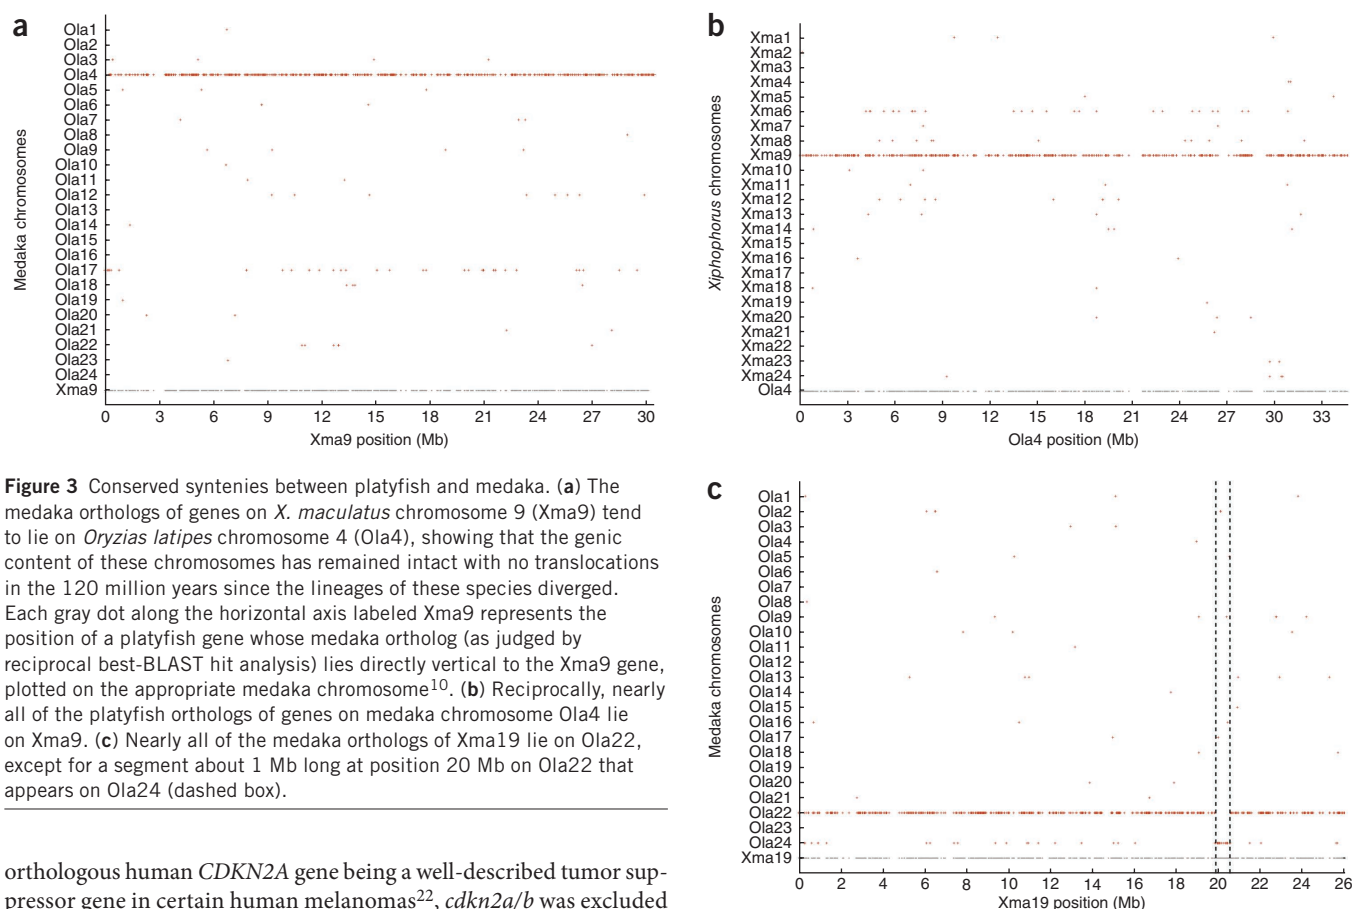 a
Ola1
Ola2
Ola3
Ola4
Ola5
Ola6
Ola7
Ola8
Ola9
Ola10
Ola11
Ola12
Ola13
Ola14
Ola15
Ola16
Ola17
Ola18
Ola19
Ola20
Ola21
Ola22
Ola23
Ola24
Xma9
Medaka chromosomes
0 3 6 9 12 15 18 21 24 27 30
Xma9 position (Mb)
b
Xma1
Xma2
Xma3
Xma4
Xma5
Xma6
Xma7
Xma8
Xma9
Xma10
Xma11
Xma12
Xma13
Xma14
Xma15
Xma16
Xma17
Xma18
Xma19
Xma20
Xma21
Xma22
Xma23
Xma24
Ola4
Xiphophorus chromosomes
0 3 6 9 12 15 18 21 24 27 30 33
Ola4 position (Mb)
Figure 3 Conserved syntenies between platyfish and medaka. (a) The
medaka orthologs of genes on X. maculatus chromosome 9 (Xma9) tend
to lie on Oryzias latipes chromosome 4 (Ola4), showing that the genic
content of these chromosomes has remained intact with no translocations
in the 120 million years since the lineages of these species diverged.
Each gray dot along the horizontal axis labeled Xma9 represents the
position of a platyfish gene whose medaka ortholog (as judged by
reciprocal best-BLAST hit analysis) lies directly vertical to the Xma9 gene,
plotted on the appropriate medaka chromosome10. (b) Reciprocally, nearly
all of the platyfish orthologs of genes on medaka chromosome Ola4 lie
on Xma9. (c) Nearly all of the medaka orthologs of Xma19 lie on Ola22,
except for a segment about 1 Mb long at position 20 Mb on Ola22 that
appears on Ola24 (dashed box).
c
Ola1
Ola2
Ola3
Ola4
Ola5
Ola6
Ola7
Ola8
Ola9
Ola10
Ola11
Ola12
Ola13
Ola14
Ola15
Ola16
Ola17
Ola18
Ola19
Ola20
Ola21
Ola22
Ola23
Ola24
Xma19
Medaka chromosomes
0 2 4 6 8 10 12 14 16 18 20 22 24 26
Xma19 position (Mb)
orthologous human CDKN2A gene being a well-described tumor sup-
pressor gene in certain human melanomas22, cdkn2a/b was excluded